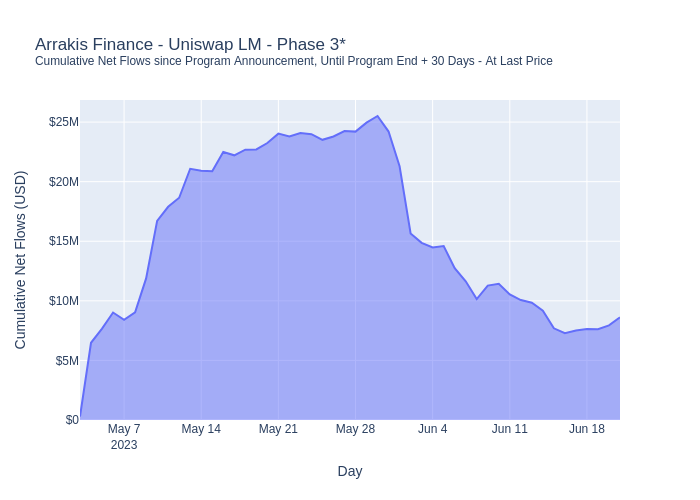 Arrakis Finance - Uniswap LM - Phase 3*
Cumulative Net Flows since Program Announcement, Until Program End + 30 Days - At Last Price
Cumulative Net Flows (USD)
$25M
$20M
$15M
$10M
$5M
$0
May 7
2023
May 14
May 21
May 28
Jun 4
Jun 11
Jun 18
Day